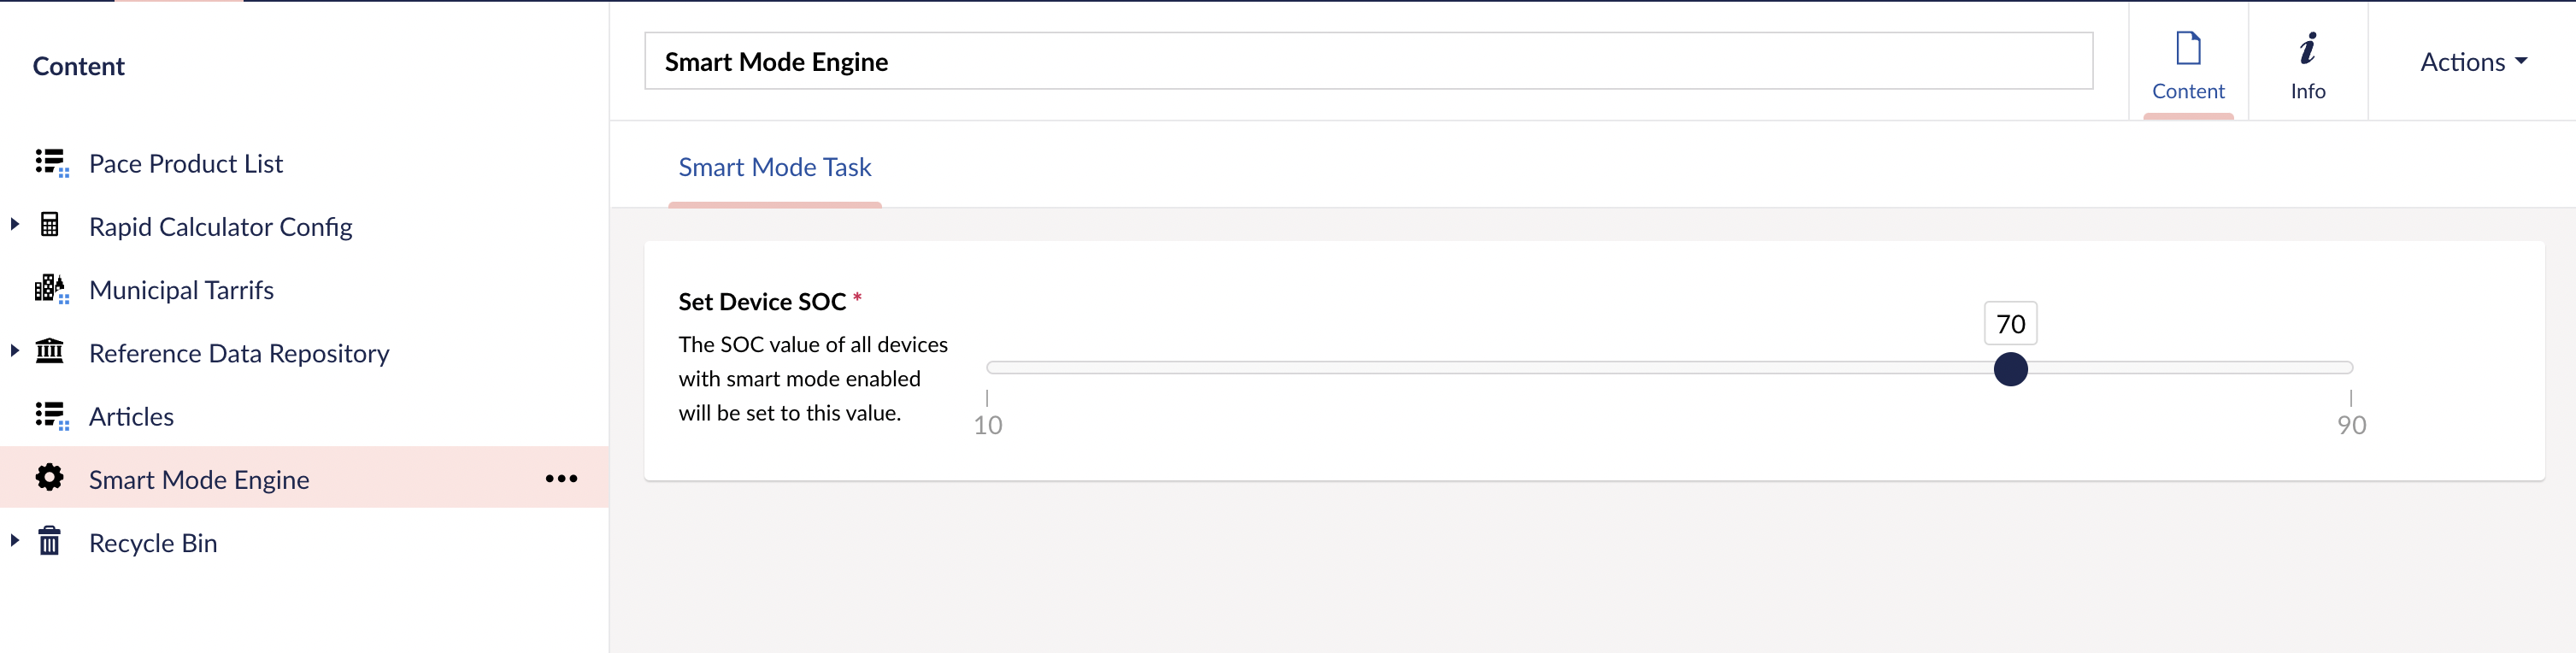 Content
Pace Product List
Rapid Calculator Config
Municipal Tarrifs
Reference Data Repository
Articles
Smart Mode Engine
Recycle Bin
Smart Mode Engine
Content
Info
Actions
Smart Mode Task
Set Device SOC *
The SOC value of all devices
with smart mode enabled
will be set to this value.
70
10
90